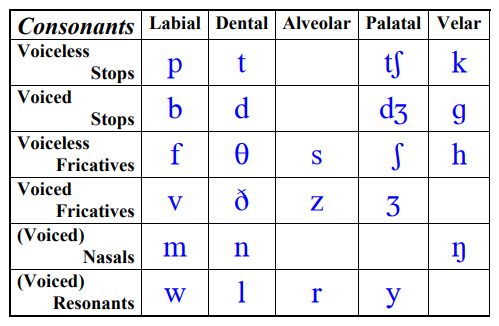 Consonants Labial Dental Alveolar Palatal Velar
Voiceless
Stops p t tʃ k
Voiced
Stops b d dʒ g
Voiceless
Fricatives f θ s ʃ h
Voiced
Fricatives v ð z ʒ
(Voiced)
Nasals m n ŋ
(Voiced)
Resonants w l r y